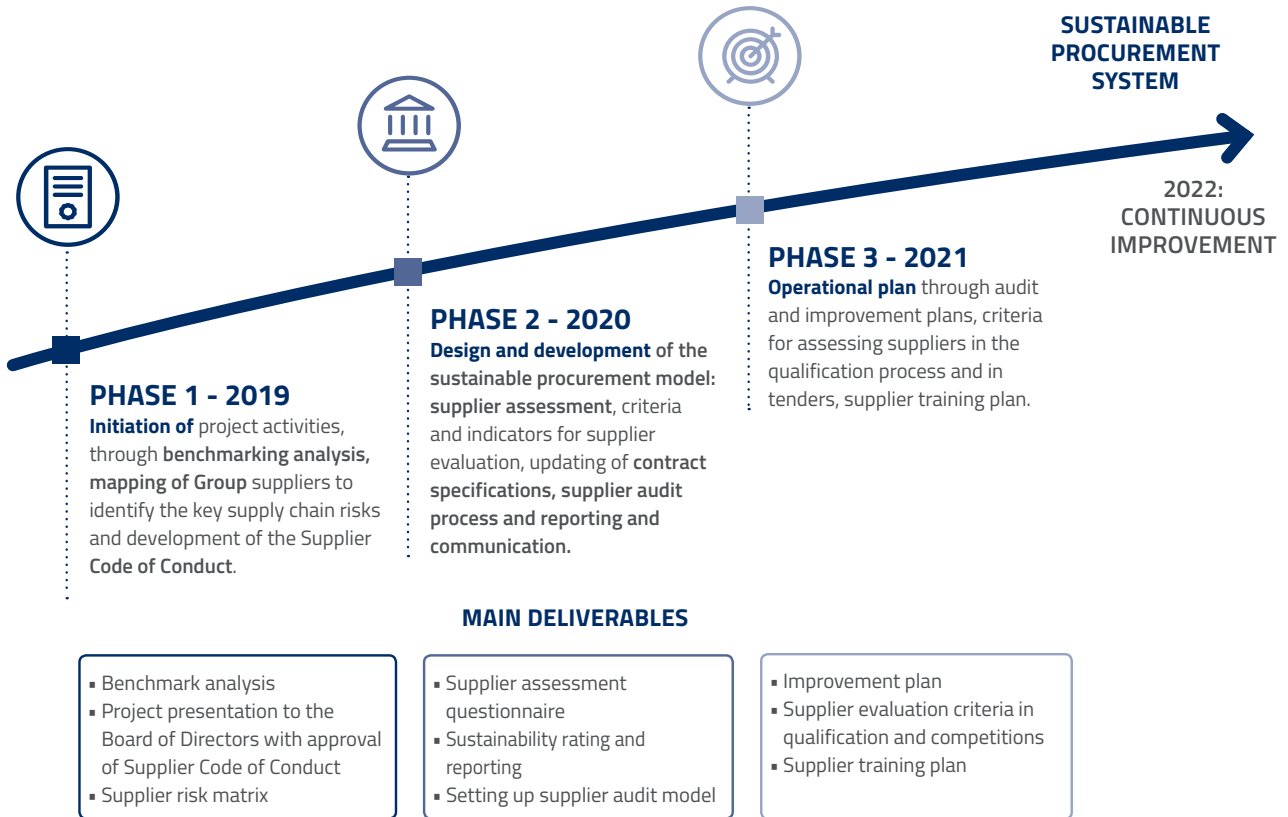 SUSTAINABLE
PROCUREMENT
SYSTEM
2022:
CONTINUOUS
IMPROVEMENT
PHASE 1 - 2019
Initiation of project activities,
through benchmarking analysis,
mapping of Group suppliers to
identify the key supply chain risks
and development of the Supplier
Code of Conduct.
PHASE 2 - 2020
Design and development of the
sustainable procurement model:
supplier assessment, criteria
and indicators for supplier
evaluation, updating of contract
specifications, supplier audit
process and reporting and
communication.
PHASE 3 - 2021
Operational plan through audit
and improvement plans, criteria
for assessing suppliers in the
qualification process and in
tenders, supplier training plan.
MAIN DELIVERABLES
▪ Benchmark analysis
▪ Project presentation to the
Board of Directors with approval
of Supplier Code of Conduct
▪ Supplier risk matrix
▪ Supplier assessment
questionnaire
▪ Sustainability rating and
reporting
▪ Setting up supplier audit model
▪ Improvement plan
▪ Supplier evaluation criteria in
qualification and competitions
▪ Supplier training plan